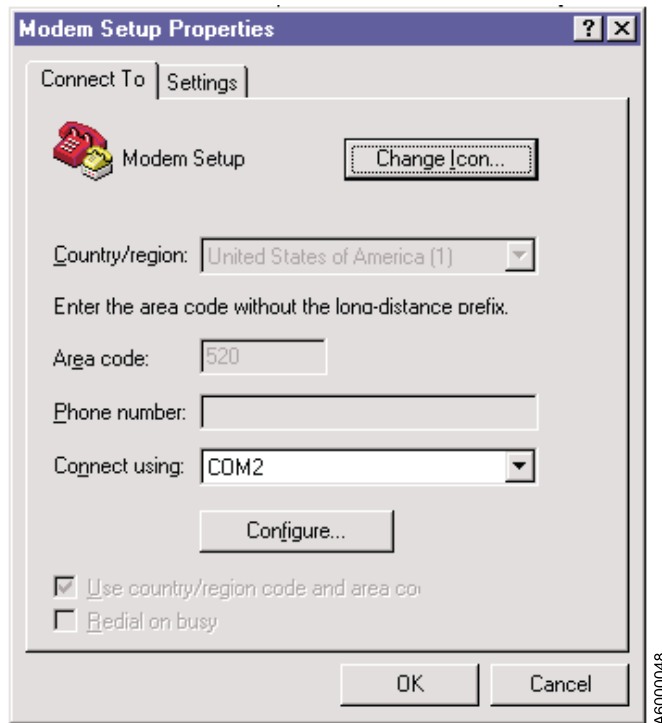 Modem Setup Properties
Connect To
Settings
Modem Setup
Change Icon...
Country/region:
United States of America (1)
Enter the area code without the long-distance prefix.
Area code:
520
Phone number:
Connect using:
COM2
Configure...
Use country/region code and area co
Redial on busy
OK
Cancel
A6000048